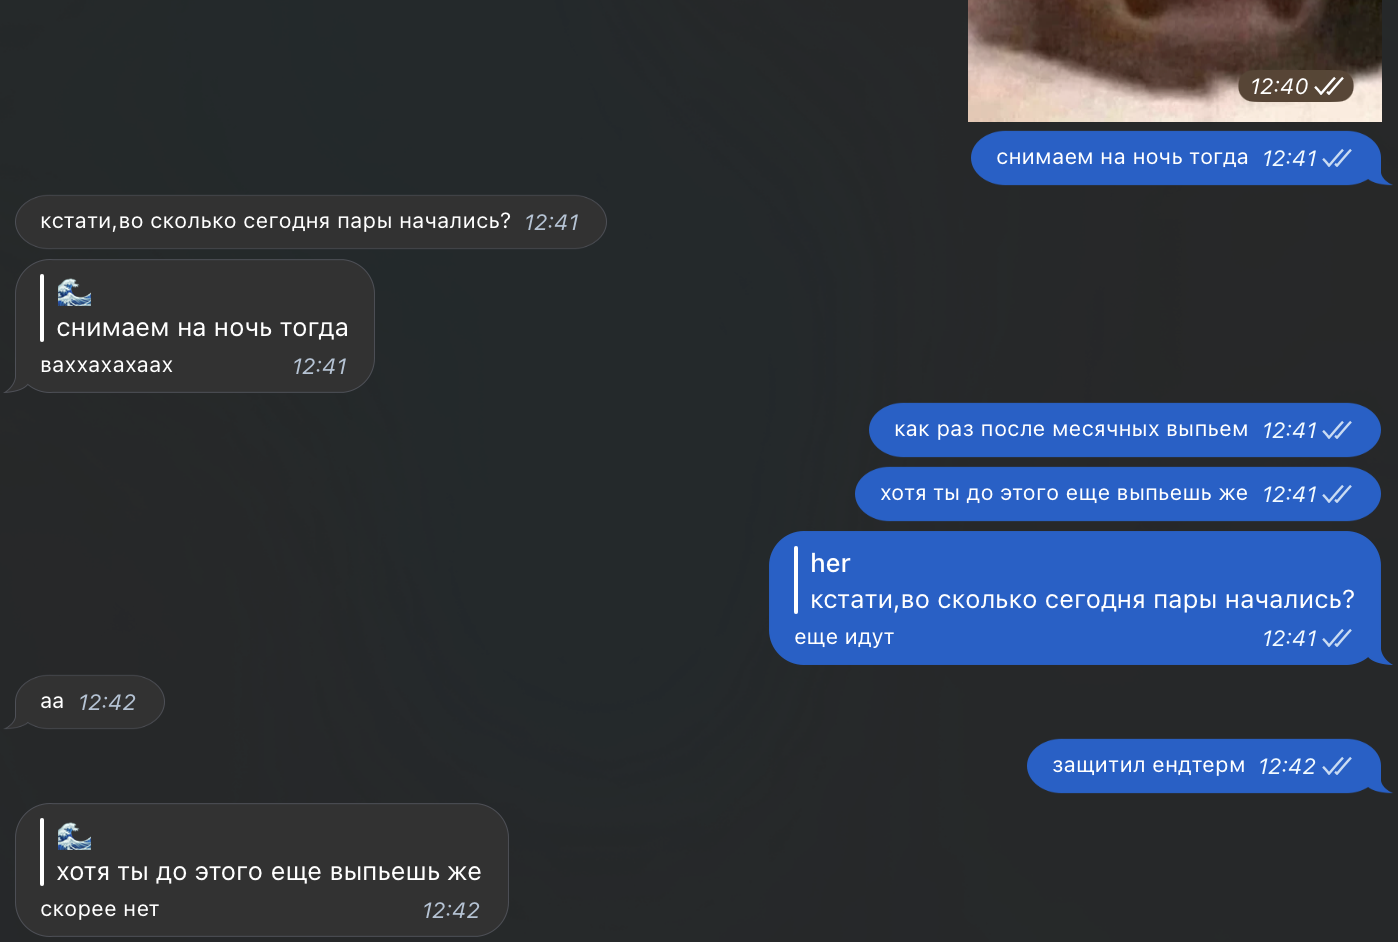 12:40
снимаем на ночь тогда 12:41
кстати,во сколько сегодня пары начались? 12:41
🌊
снимаем на ночь тогда
ваххахахаах 12:41
как раз после месячных выпьем 12:41
хотя ты до этого еще выпьешь же 12:41
her
кстати,во сколько сегодня пары начались?
еще идут 12:41
аа 12:42
защитил ендтерм 12:42
🌊
хотя ты до этого еще выпьешь же
скорее нет 12:42